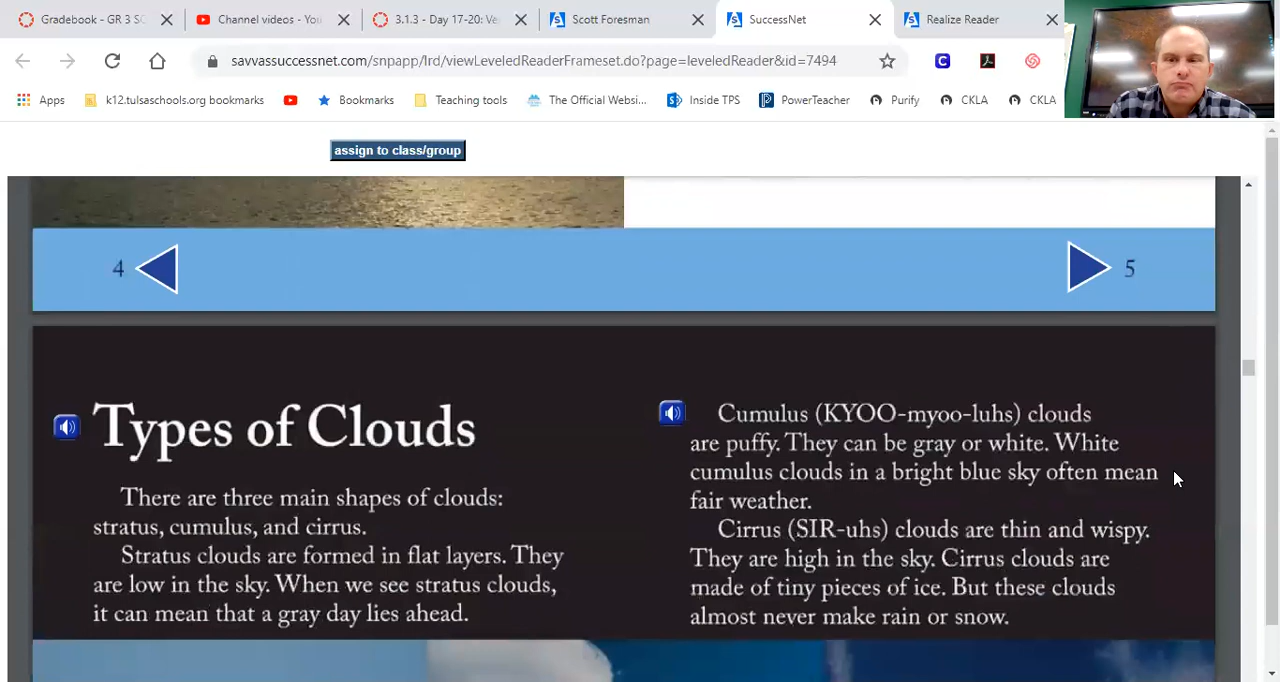 Gradebook - GR 3 SC
Channel videos - You
3.1.3 - Day 17-20: Ve
Scott Foresman
SuccessNet
Realize Reader
savvassuccessnet.com/snpapp/lrd/viewLeveledReaderFrameset.do?page=leveledReader&id=7494
Apps
k12.tulsaschools.org bookmarks
Bookmarks
Teaching tools
The Official Websi...
Inside TPS
PowerTeacher
Purify
CKLA
CKLA
assign to class/group
4
5
Types of Clouds
There are three main shapes of clouds:
stratus, cumulus, and cirrus.
Stratus clouds are formed in flat layers. They
are low in the sky. When we see stratus clouds,
it can mean that a gray day lies ahead.
Cumulus (KYOO-myoo-luhs) clouds
are puffy. They can be gray or white. White
cumulus clouds in a bright blue sky often mean
fair weather.
Cirrus (SIR-uhs) clouds are thin and wispy.
They are high in the sky. Cirrus clouds are
made of tiny pieces of ice. But these clouds
almost never make rain or snow.